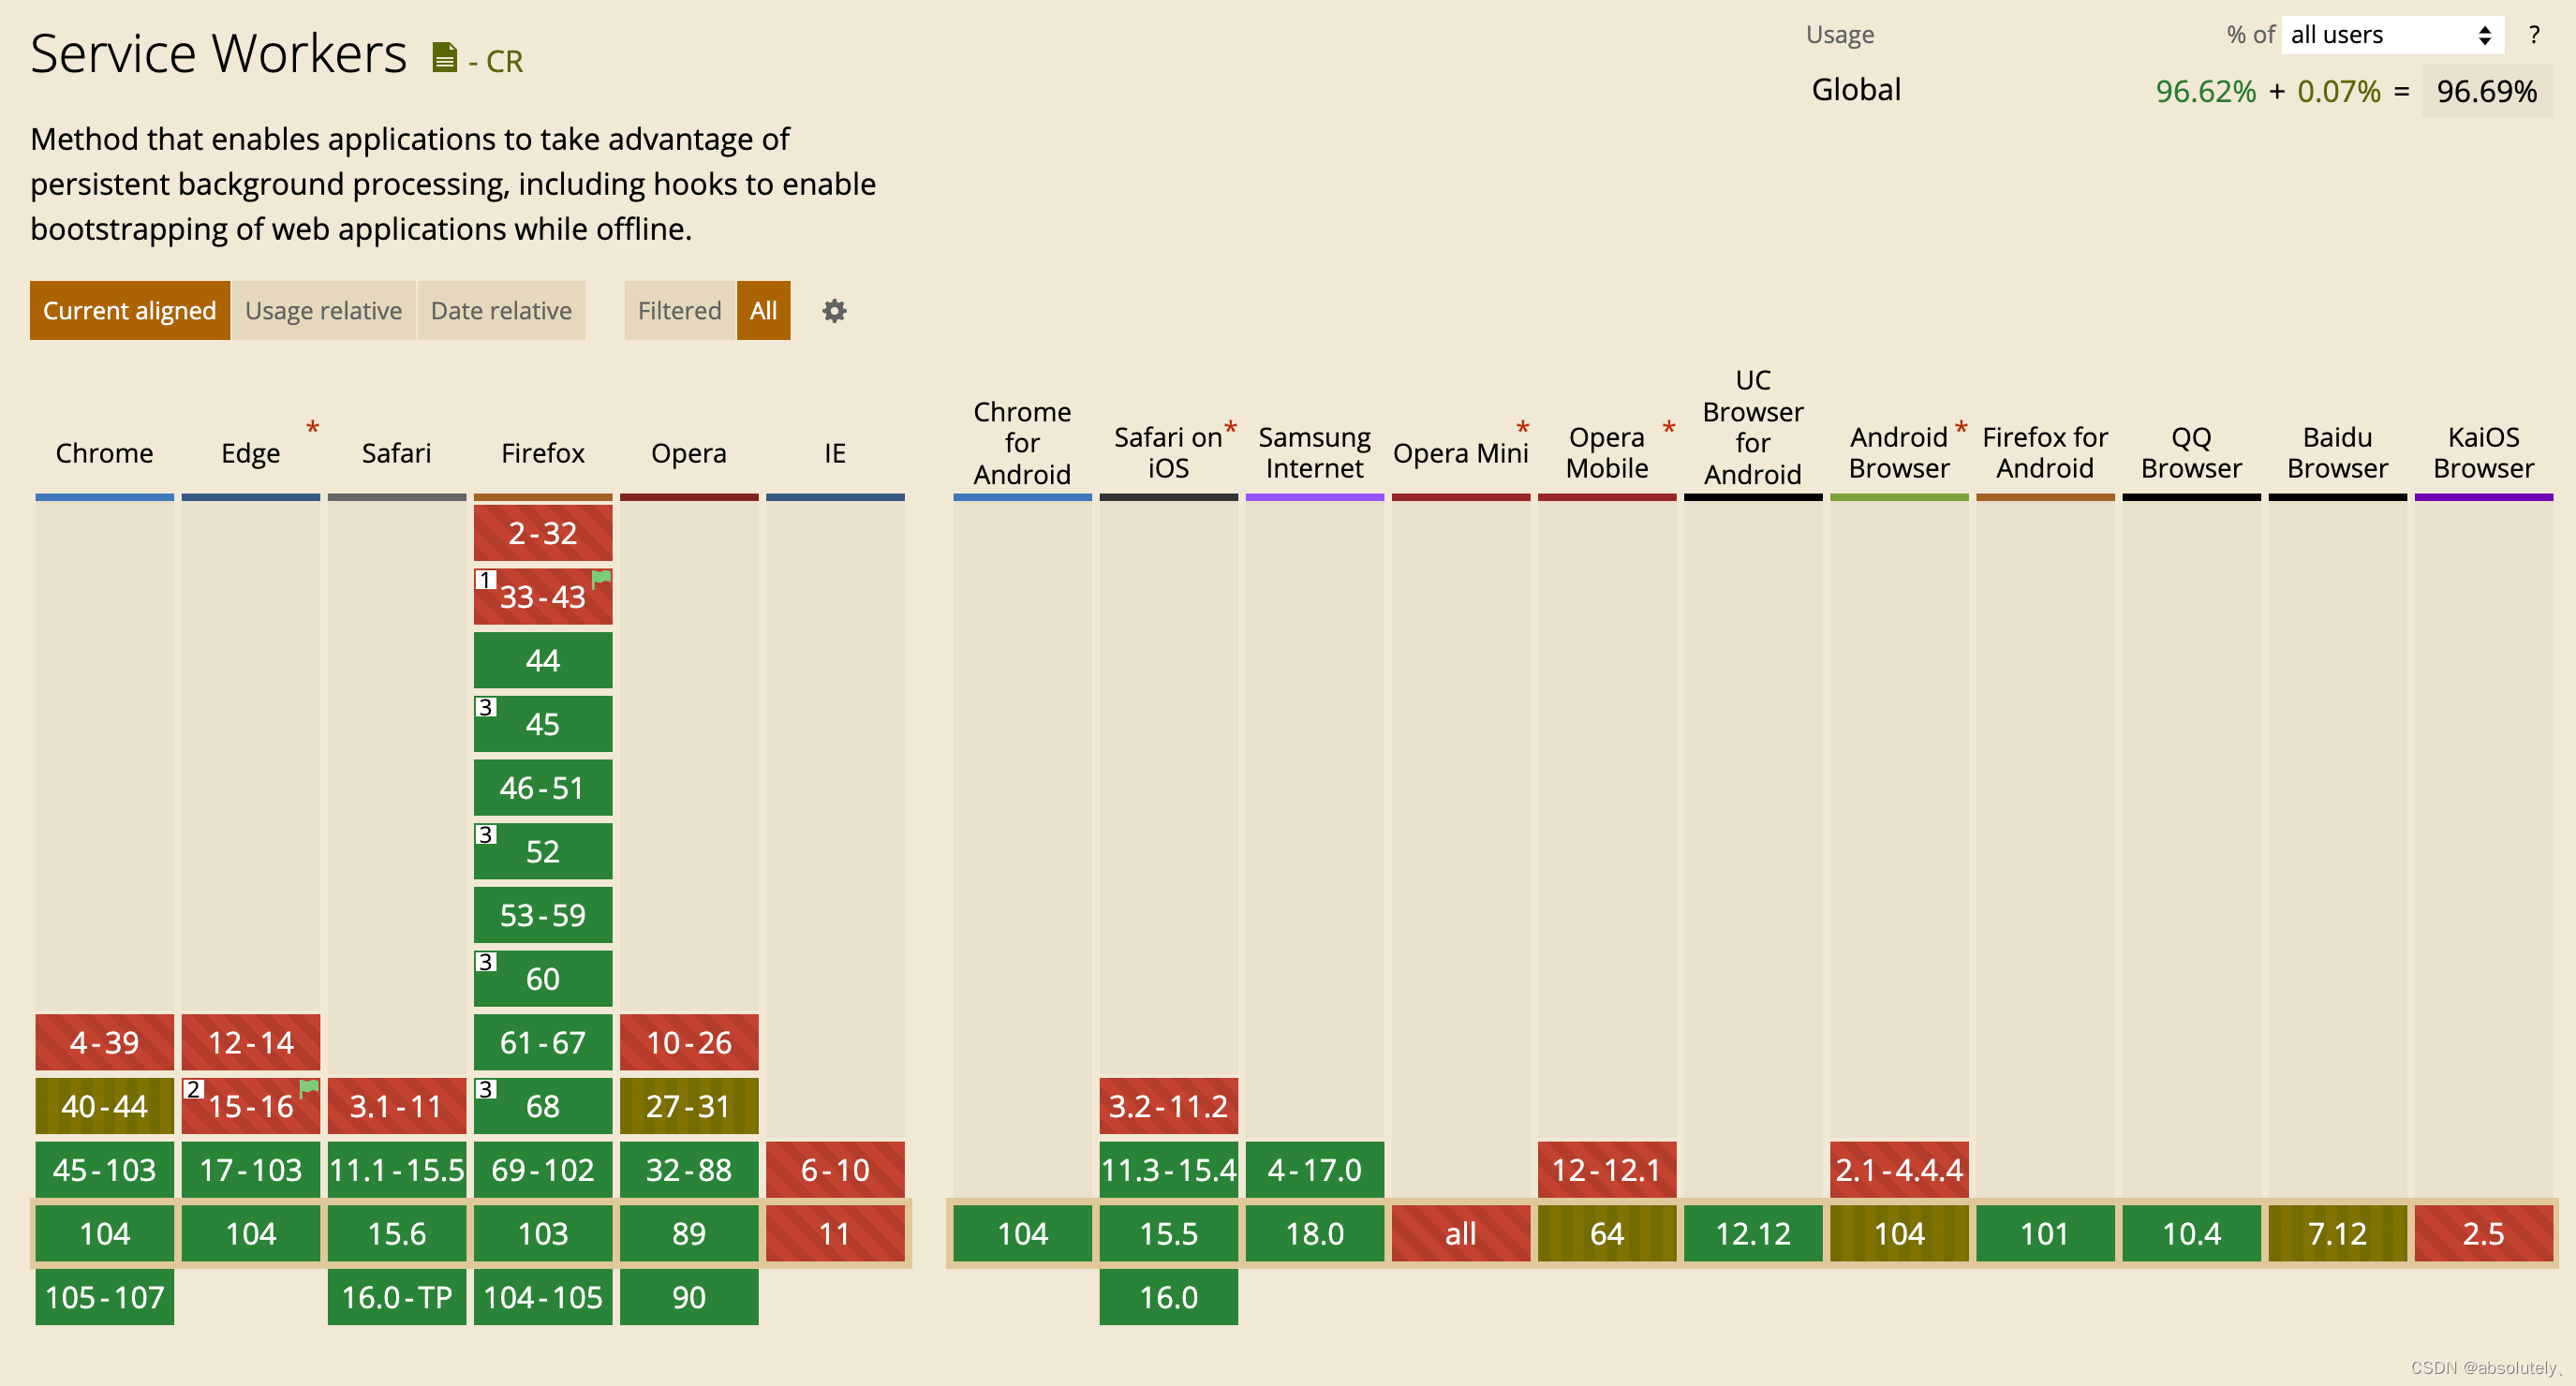 Service Workers - CR
Usage % of all users ?
Global 96.62% + 0.07% = 96.69%
Method that enables applications to take advantage of
persistent background processing, including hooks to enable
bootstrapping of web applications while offline.
Current aligned Usage relative Date relative Filtered All
Chrome
Edge *
Safari
Firefox
Opera
IE
Chrome
for
Android
Safari on *
iOS
Samsung
Internet
Opera Mini *
Opera *
Mobile
UC
Browser
for
Android
Android *
Browser
Firefox for
Android
QQ
Browser
Baidu
Browser
KaiOS
Browser
2-32
1 33-43
44
3 45
46-51
3 52
53-59
3 60
4-39 12-14 61-67 10-26
40-44 2 15-16 3.1-11 3 68 27-31 3.2-11.2
45-103 17-103 11.1-15.5 69-102 32-88 6-10 11.3-15.4 4-17.0 12-12.1 2.1-4.4.4
104 104 15.6 103 89 11 104 15.5 18.0 all 64 12.12 104 101 10.4 7.12 2.5
105-107 16.0-TP 104-105 90 16.0
CSDN @absolutely、